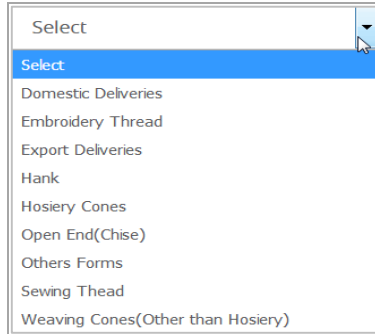 Select
Select
Domestic Deliveries
Embroidery Thread
Export Deliveries
Hank
Hosiery Cones
Open End(Chise)
Others Forms
Sewing Thead
Weaving Cones(Other than Hosiery)